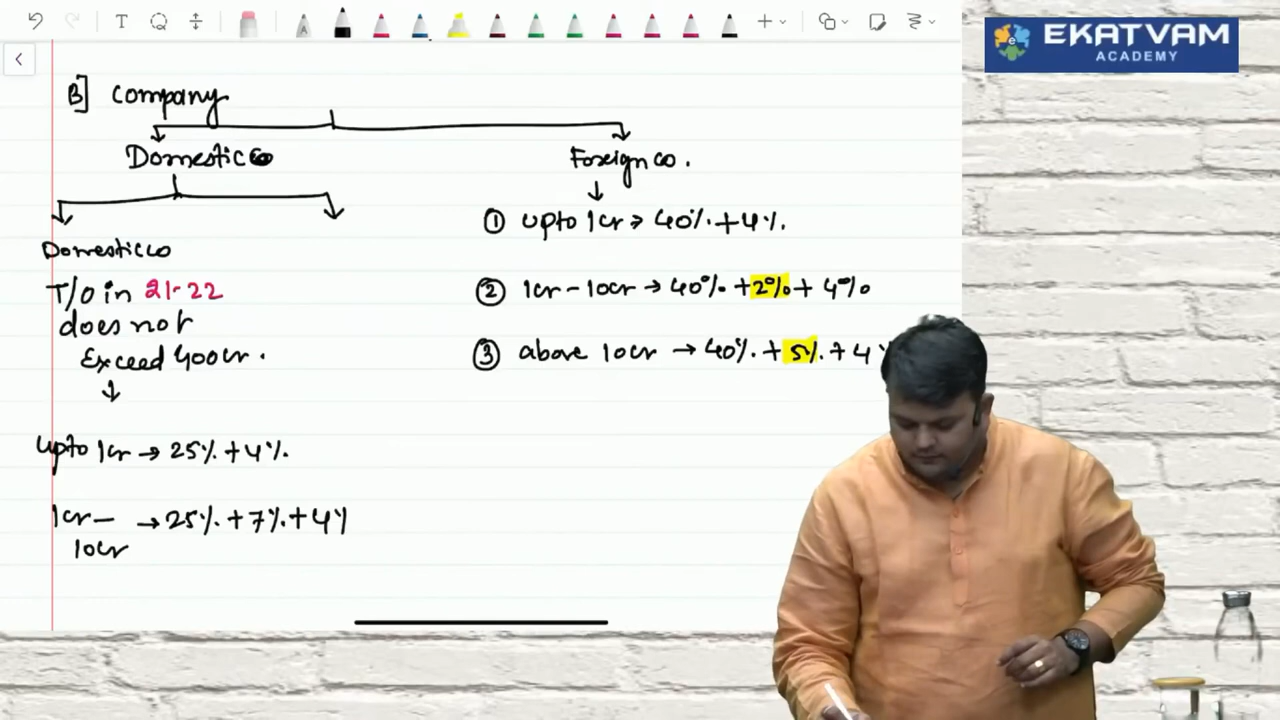 EKATVAM
ACADEMY
B] Company
Domestic Co
Foreign co.
Domestic co
T/O in 21-22
does not
Exceed 400cr.
upto 1cr → 25% + 4%.
1cr – 10cr → 25% + 7% + 4%
① upto 1cr → 40% + 4%.
② 1cr – 10cr → 40% + 2% + 4%
③ above 10cr → 40% + 5% + 4